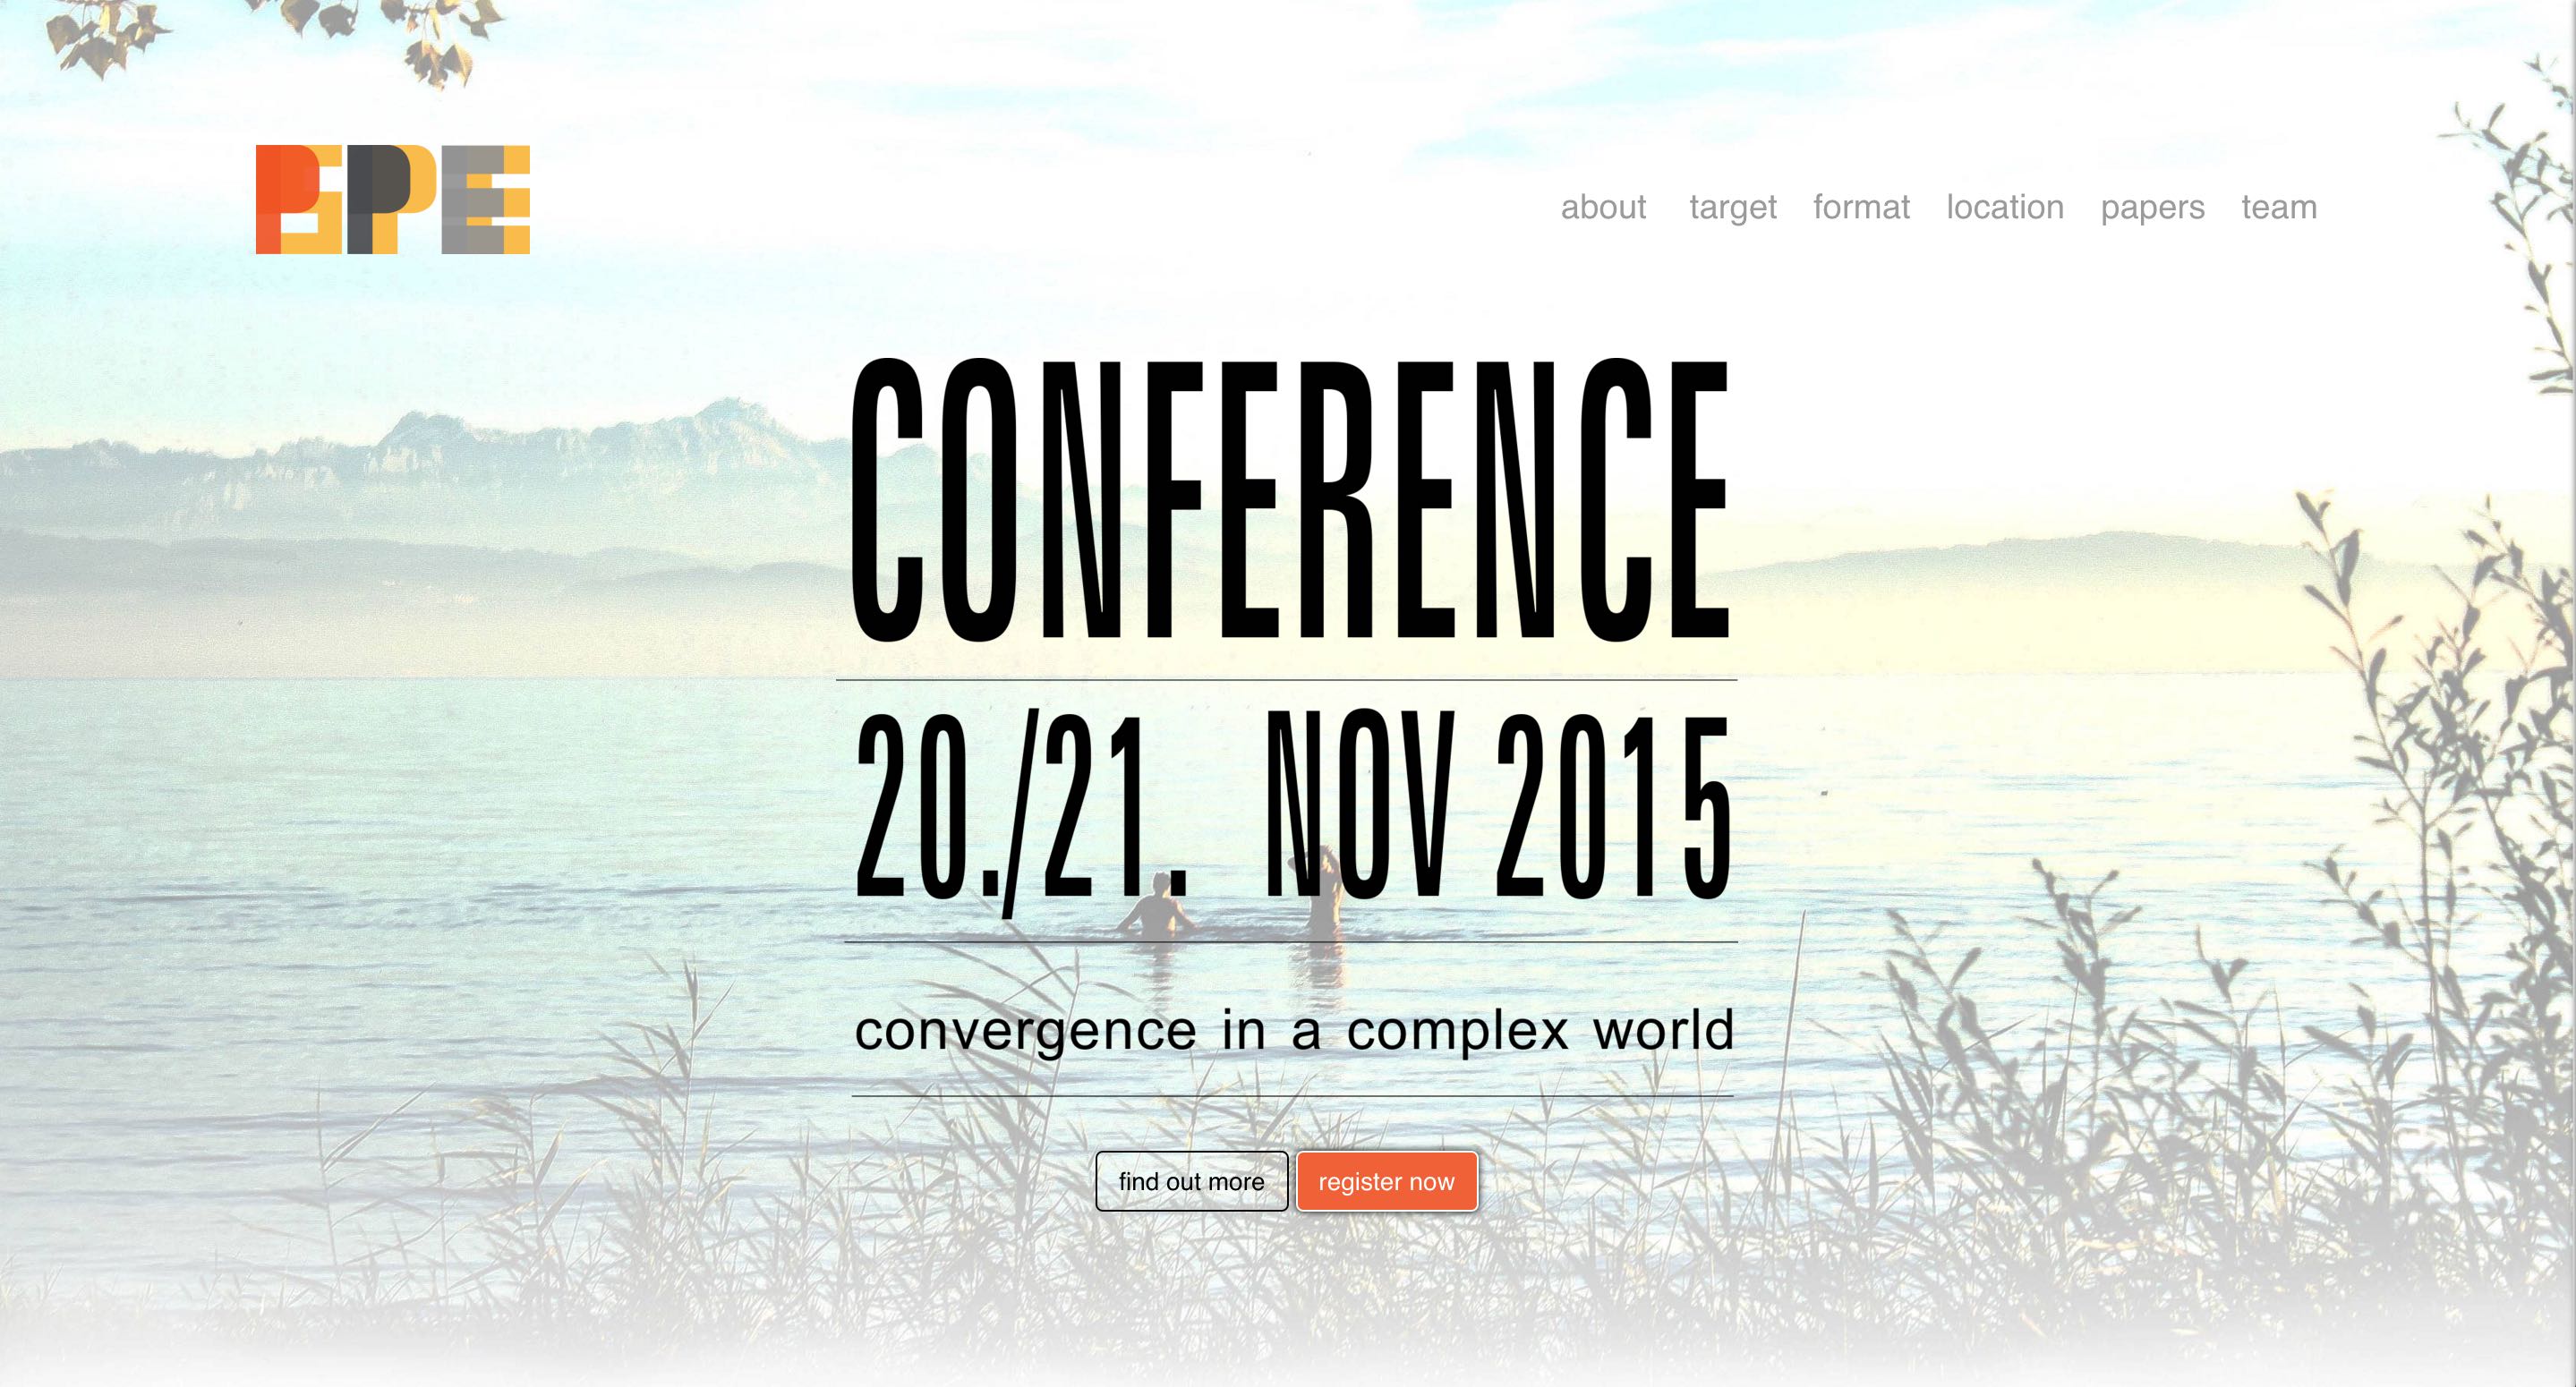 PPE
about target format location papers team
CONFERENCE
20./21. NOV 2015
convergence in a complex world
find out more register now